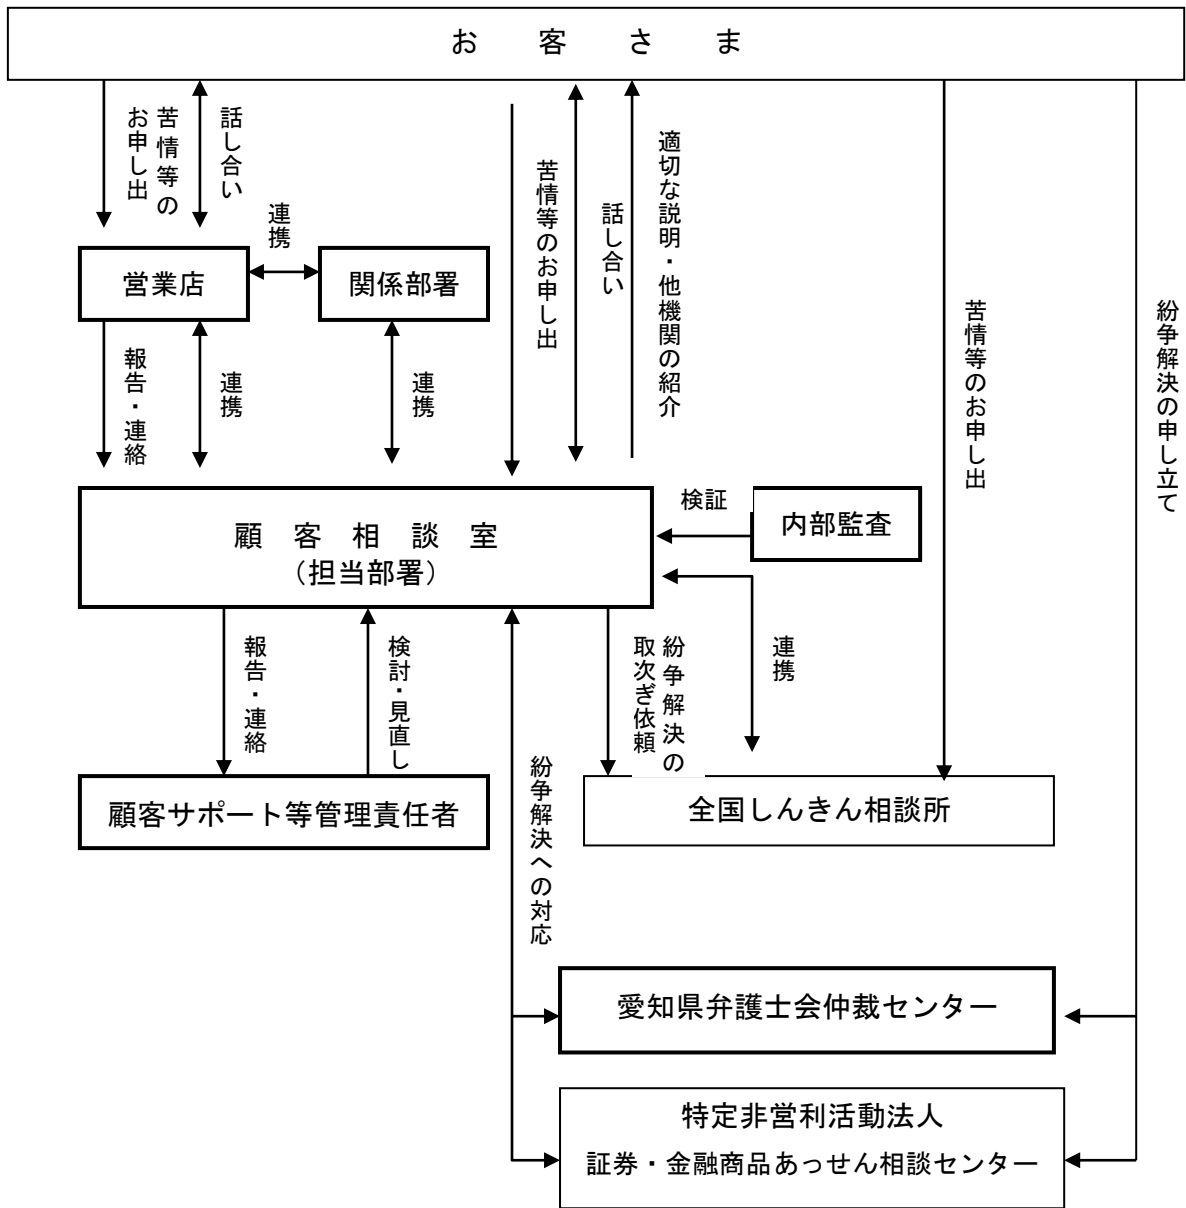 お　客　さ　ま
苦情等の
お申し出
話し合い
連携
苦情等のお申し出
話し合い
適切な説明・他機関の紹介
苦情等のお申し出
紛争解決の申し立て
営業店
関係部署
報告・連絡
連携
連携
顧　客　相　談　室
（担当部署）
検証
内部監査
報告・連絡
検討・見直し
紛争解決への対応
紛争解決の
取次ぎ依頼
連携
顧客サポート等管理責任者
全国しんきん相談所
愛知県弁護士会仲裁センター
特定非営利活動法人
証券・金融商品あっせん相談センター